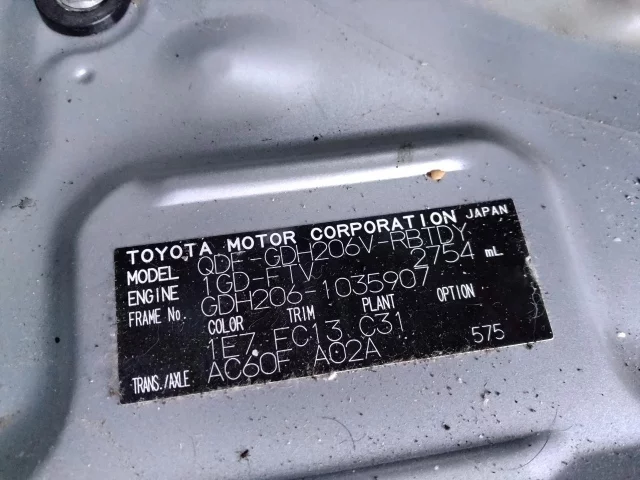 TOYOTA MOTOR CORPORATION JAPAN
MODEL QDF-GDH206V-RBTDY
ENGINE 1GD-FTV 2754 mL
FRAME No. GDH206-1035907
COLOR TRIM PLANT OPTION
1E7 FC13 C31
TRANS./AXLE AC60F A02A 575